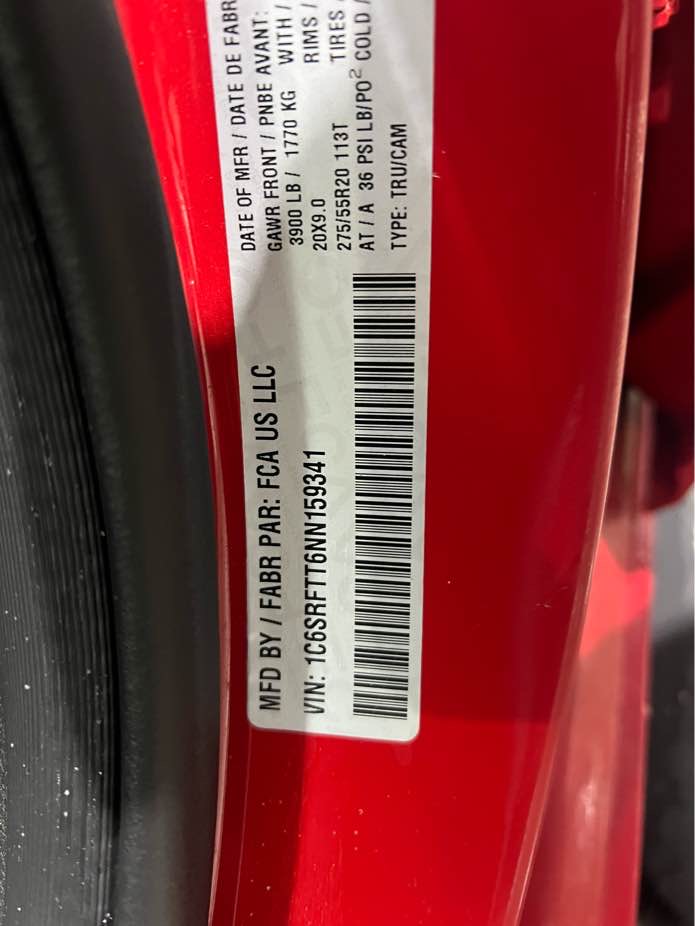 MFD BY / FABR PAR: FCA US LLC
VIN: 1C6SRFTT6NN159341
DATE OF MFR / DATE DE FABR
GAWR FRONT / PNBE AVANT:
3900 LB / 1770 KG WITH /
20X9.0 RIMS /
275/55R20 113T TIRES
AT / A 36 PSI LB/PO² COLD /
TYPE: TRU/CAM